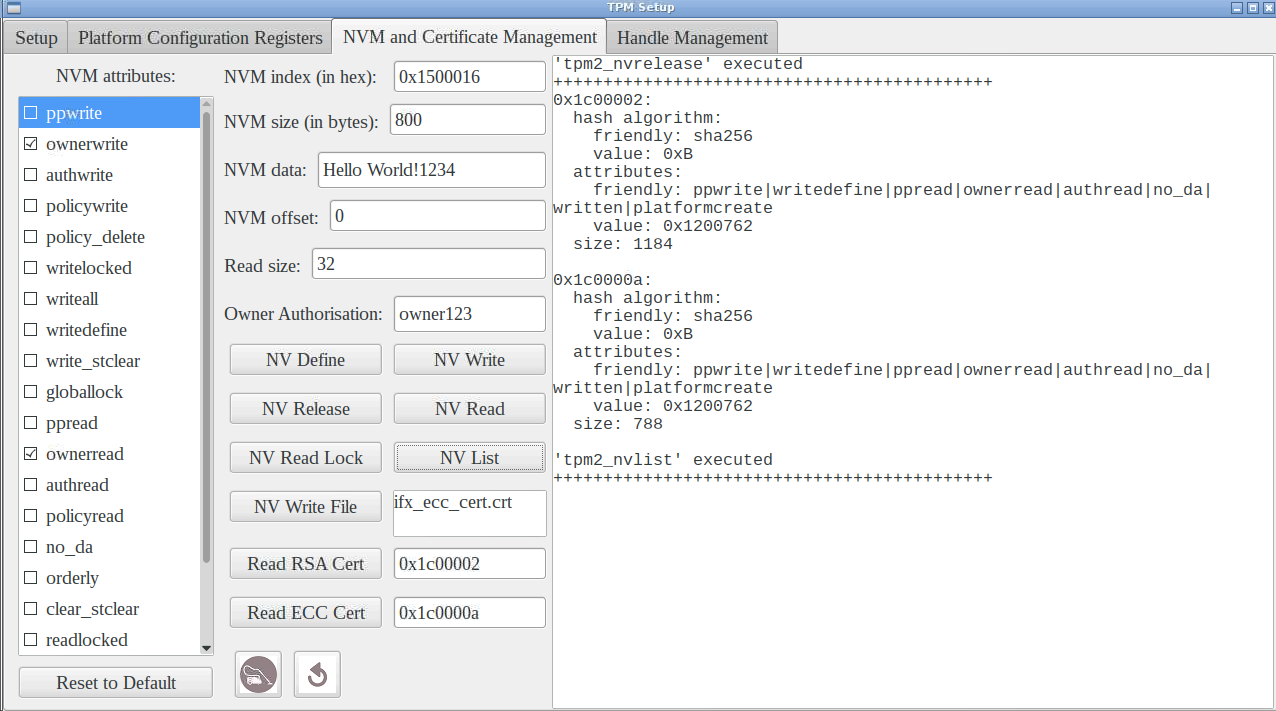 TPM Setup
Setup
Platform Configuration Registers
NVM and Certificate Management
Handle Management
NVM attributes:
ppwrite
ownerwrite
authwrite
policywrite
policy_delete
writelocked
writeall
writedefine
write_stclear
globallock
ppread
ownerread
authread
policyread
no_da
orderly
clear_stclear
readlocked
Reset to Default
NVM index (in hex): 0x1500016
NVM size (in bytes): 800
NVM data: Hello World!1234
NVM offset: 0
Read size: 32
Owner Authorisation: owner123
NV Define NV Write
NV Release NV Read
NV Read Lock NV List
NV Write File ifx_ecc_cert.crt
Read RSA Cert 0x1c00002
Read ECC Cert 0x1c0000a
'tpm2_nvrelease' executed
++++++++++++++++++++++++++++++++++++++++++++
0x1c00002:
hash algorithm:
friendly: sha256
value: 0xB
attributes:
friendly: ppwrite|writedefine|ppread|ownerread|authread|no_da|
written|platformcreate
value: 0x1200762
size: 1184
0x1c0000a:
hash algorithm:
friendly: sha256
value: 0xB
attributes:
friendly: ppwrite|writedefine|ppread|ownerread|authread|no_da|
written|platformcreate
value: 0x1200762
size: 788
'tpm2_nvlist' executed
++++++++++++++++++++++++++++++++++++++++++++